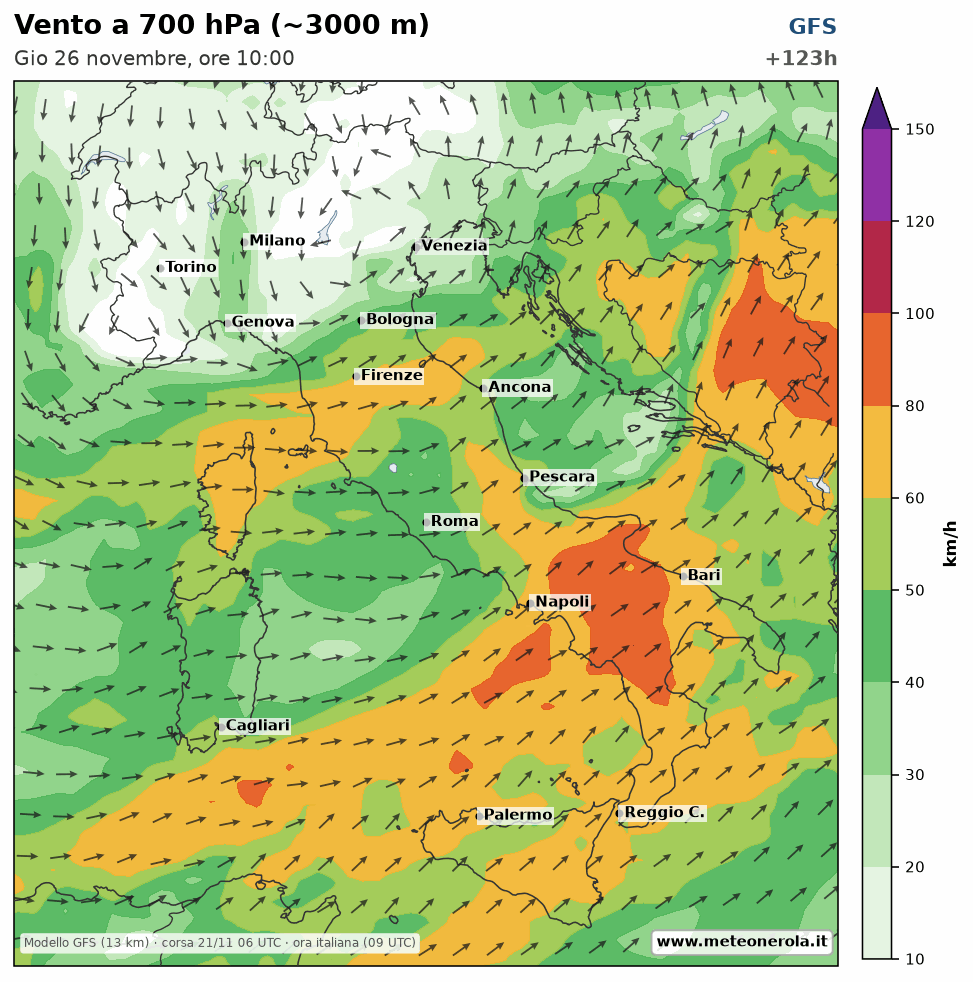 Vento a 700 hPa (~3000 m)
GFS
Gio 26 novembre, ore 10:00
+123h
150
120
100
80
60
50
40
30
20
10
km/h
Milano
Venezia
Torino
Genova
Bologna
Firenze
Ancona
Pescara
Roma
Bari
Napoli
Cagliari
Palermo
Reggio C.
Modello GFS (13 km) · corsa 21/11 06 UTC · ora italiana (09 UTC)
www.meteonerola.it